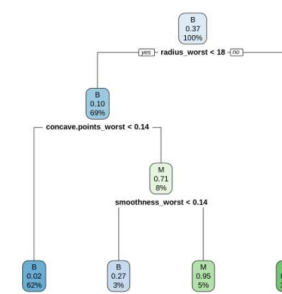 B
0.37
100%
yes radius_worst < 18 no
B
0.10
69%
concave.points_worst < 0.14
M
0.71
8%
smoothness_worst < 0.14
B
0.02
62%
B
0.27
3%
M
0.95
5%